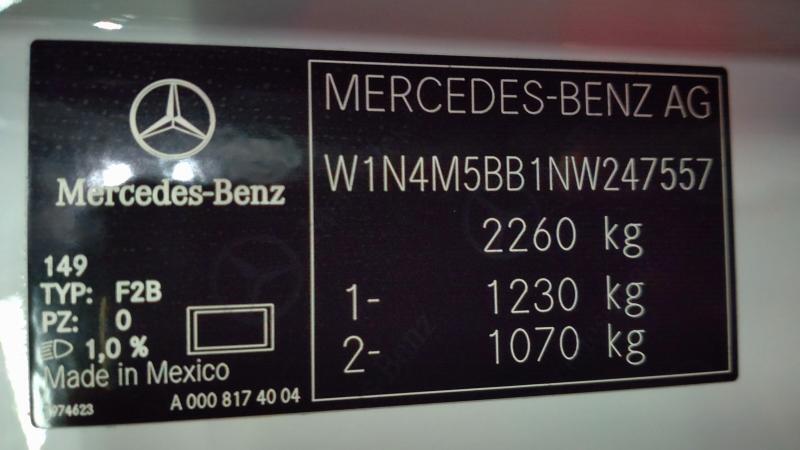 Mercedes-Benz
149
TYP: F2B
PZ: 0
1,0 %
Made in Mexico
974623
A 000 817 40 04
MERCEDES-BENZ AG
W1N4M5BB1NW247557
2260 kg
1- 1230 kg
2- 1070 kg